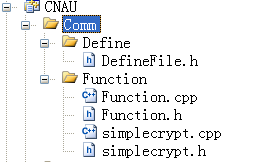 CNAU
Comm
Define
DefineFile.h
Function
Function.cpp
Function.h
simplecrypt.cpp
simplecrypt.h